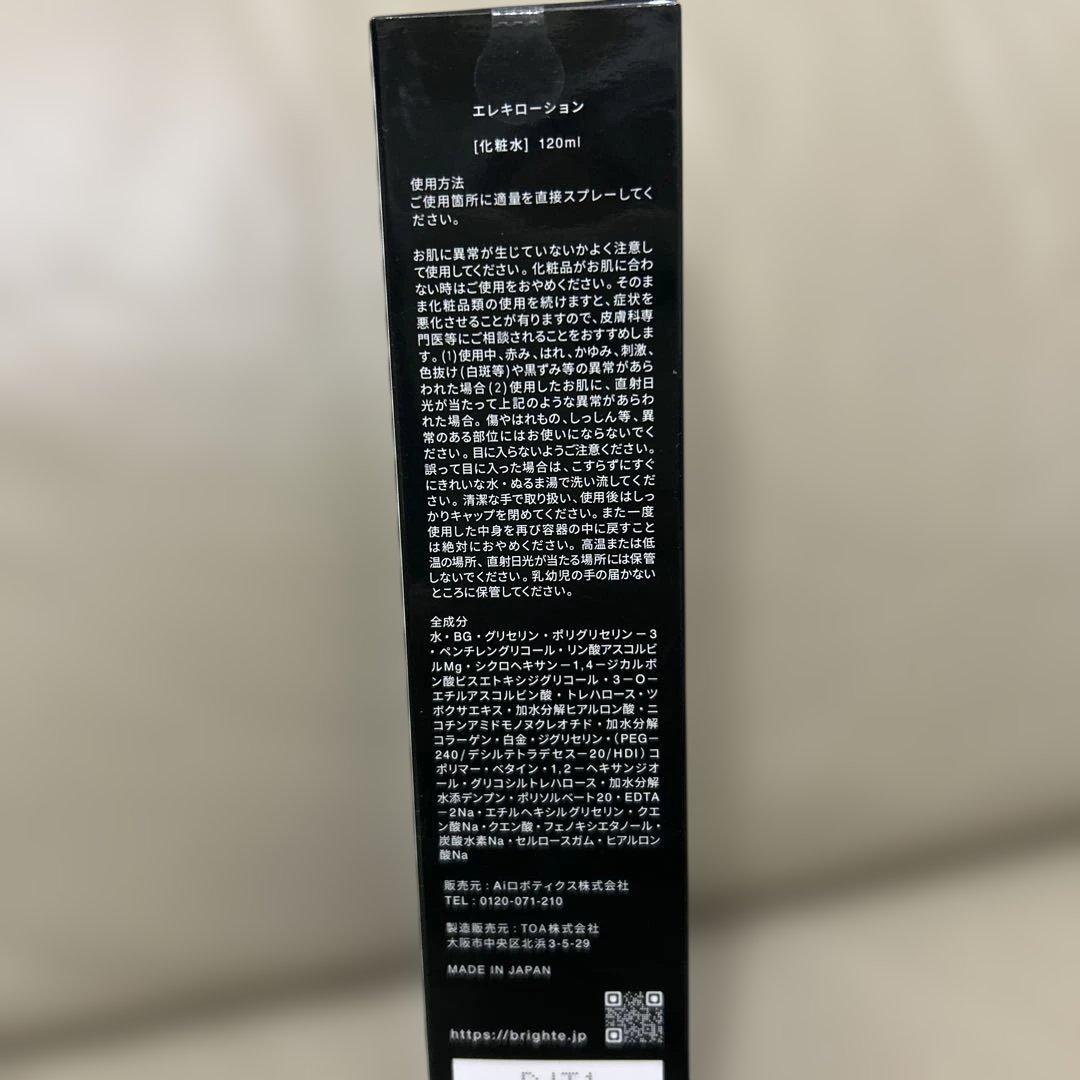 エレキローション
[化粧水] 120ml
使用方法
ご使用箇所に適量を直接スプレーしてく
ださい。
お肌に異常が生じていないかよく注意し
て使用してください。化粧品がお肌に合わ
ない時はご使用をおやめください。そのま
ま化粧品類の使用を続けますと、症状を
悪化させることが有りますので、皮膚科専
門医等にご相談されることをおすすめしま
す。(1)使用中、赤み、はれ、かゆみ、刺激、
色抜け(白斑等)や黒ずみ等の異常があら
われた場合(2)使用したお肌に、直射日
光が当たって上記のような異常があらわ
れた場合。傷やはれもの、しっしん等、異
常のある部位にはお使いにならないでく
ださい。目に入らないようご注意ください。
誤って目に入った場合は、こすらずにすぐ
にきれいな水・ぬるま湯で洗い流してくだ
さい。清潔な手で取り扱い、使用後はしっ
かりキャップを閉めてください。また一度
使用した中身を再び容器の中に戻すこと
は絶対におやめください。高温または低
温の場所、直射日光が当たる場所には保管
しないでください。乳幼児の手の届かない
ところに保管してください。
全成分
水・BG・グリセリン・ポリグリセリン－3
・ペンチレングリコール・リン酸アスコルビ
ルMg・シクロヘキサン－1,4－ジカルボ
ン酸ビスエトキシジグリコール・3－O－
エチルアスコルビン酸・トレハロース・ツ
ボクサエキス・加水分解ヒアルロン酸・ニ
コチンアミドモノヌクレオチド・加水分解
コラーゲン・白金・ジグリセリン・(PEG－
240/デシルテトラデセス－20/HDI)コ
ポリマー・ベタイン・1,2－ヘキサンジオ
ール・グリコシルトレハロース・加水分解
水添デンプン・ポリソルベート20・EDTA
－2Na・エチルヘキシルグリセリン・クエ
ン酸Na・クエン酸・フェノキシエタノール・
炭酸水素Na・セルロースガム・ヒアルロン
酸Na
販売元：Aiロボティクス株式会社
TEL：0120-071-210
製造販売元：TOA株式会社
大阪市中央区北浜3-5-29
MADE IN JAPAN
https://brighte.jp